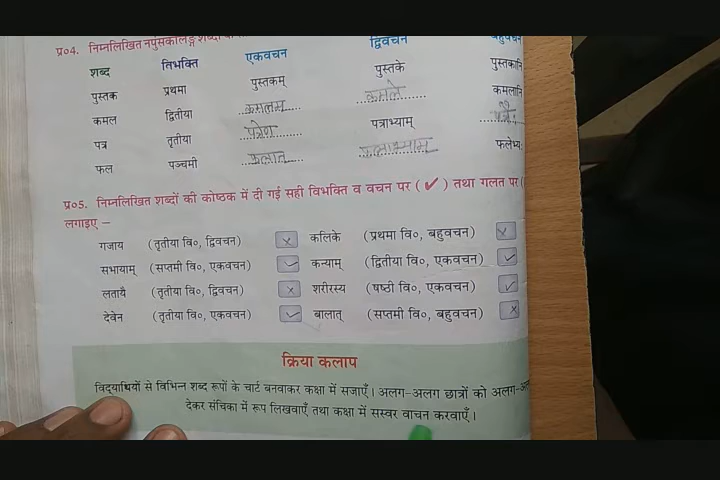 प्र०4. निम्नलिखित नपुंसकलिङ्ग शब्दों
शब्द तिभक्ति एकवचन द्विवचन बहुवचन
पुस्तक प्रथमा पुस्तकम् पुस्तके पुस्तकानि
कमल द्वितीया कमलम् कमले कमलानि
पत्र तृतीया पत्रेण पत्राभ्याम् पत्रैः
फल पञ्चमी फलात् फलाभ्याम् फलेभ्यः
प्र०5. निम्नलिखित शब्दों की कोष्ठक में दी गई सही विभक्ति व वचन पर (✓) तथा गलत पर (
लगाइए –
गजाय (तृतीया वि०, द्विवचन) × कलिके (प्रथमा वि०, बहुवचन) ×
सभायाम् (सप्तमी वि०, एकवचन) ✓ कन्याम् (द्वितीया वि०, एकवचन) ✓
लतायै (तृतीया वि०, द्विवचन) × शरीरस्य (षष्ठी वि०, एकवचन) ✓
देवेन (तृतीया वि०, एकवचन) ✓ बालात् (सप्तमी वि०, बहुवचन) ×
क्रिया कलाप
विद्यार्थियों से विभिन्न शब्द रूपों के चार्ट बनवाकर कक्षा में सजाएँ। अलग-अलग छात्रों को अलग-अल
देकर संचिका में रूप लिखवाएँ तथा कक्षा में सस्वर वाचन करवाएँ।